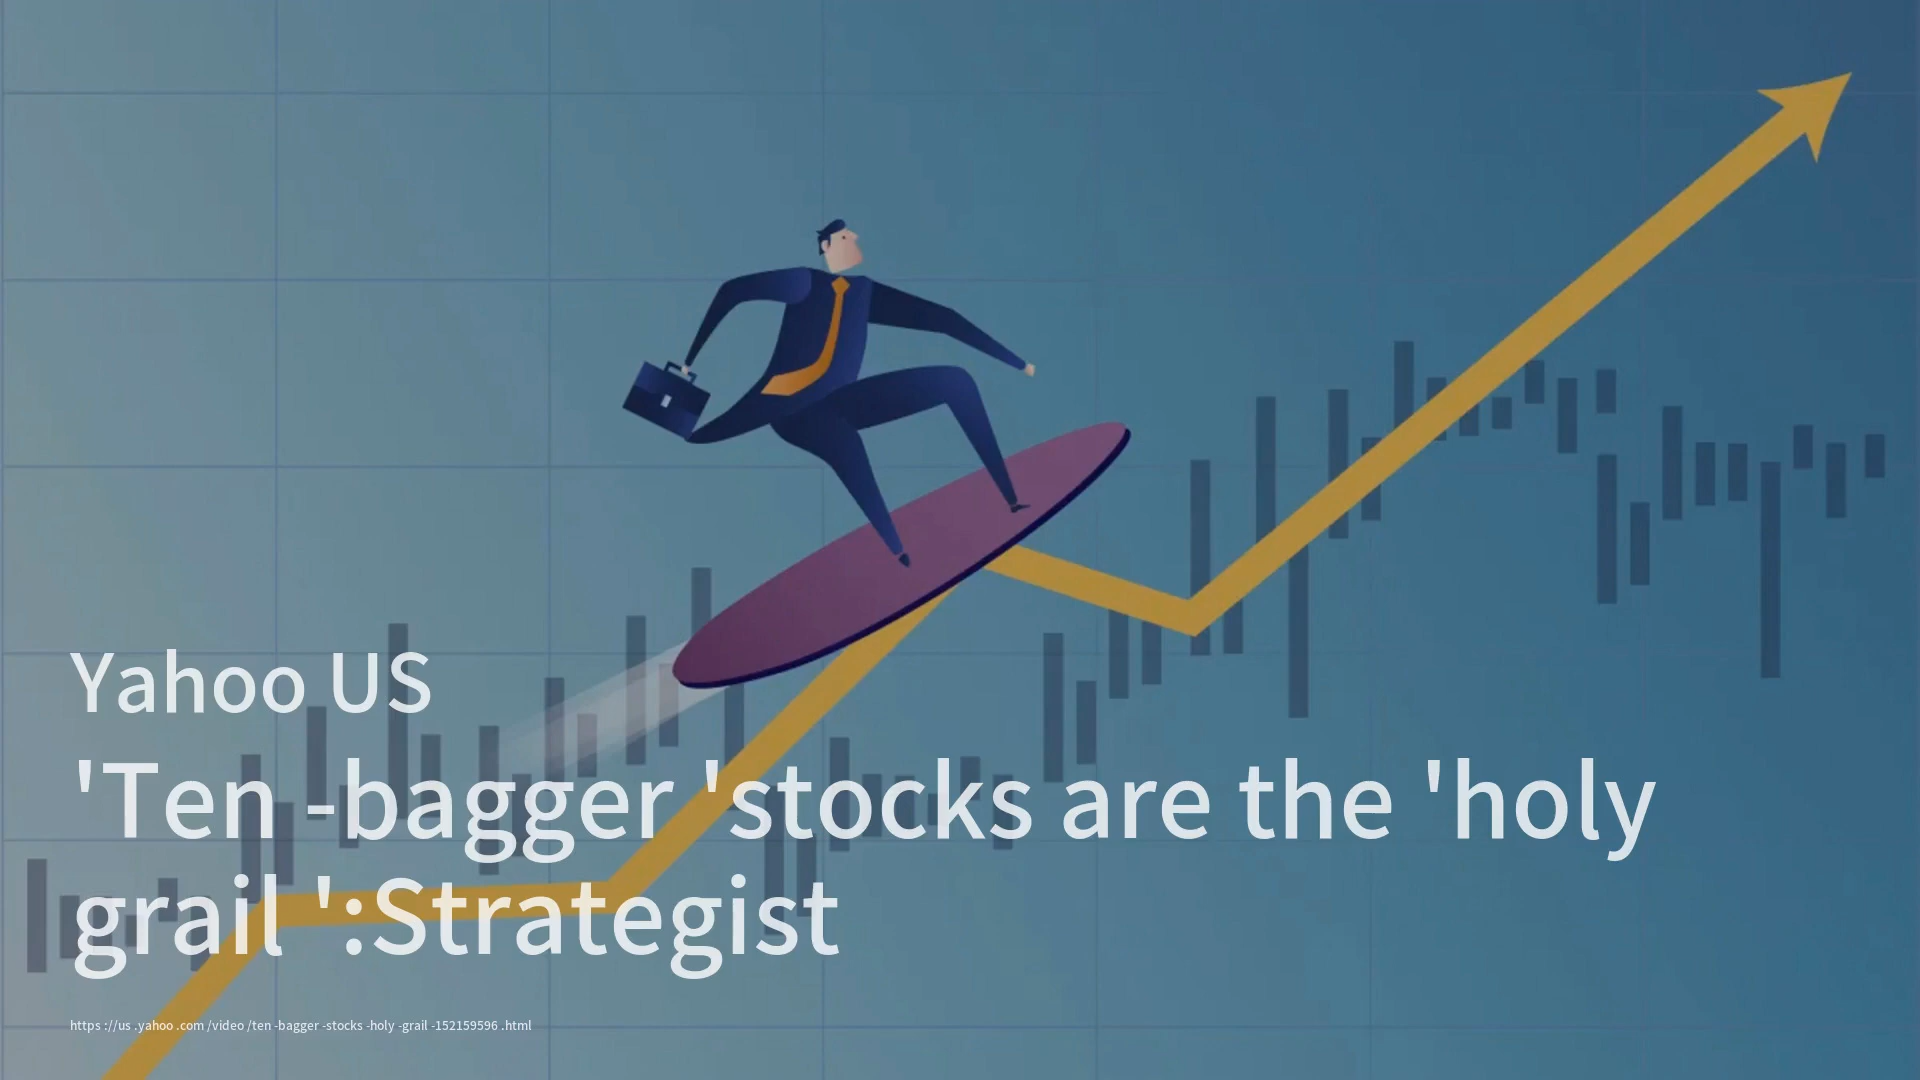 Yahoo US
'Ten -bagger 'stocks are the 'holy
grail ':Strategist
https ://us .yahoo .com /video /ten -bagger -stocks -holy -grail -152159596 .html